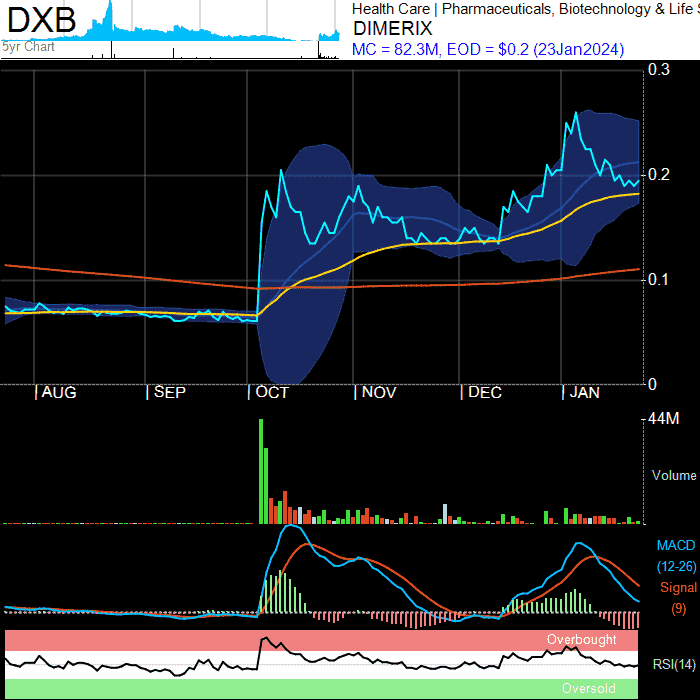 DXB
5yr Chart
Health Care | Pharmaceuticals, Biotechnology & Life S
DIMERIX
MC = 82.3M, EOD = $0.2 (23Jan2024)
0.3
0.2
0.1
0
| AUG | SEP | OCT | NOV | DEC | JAN
44M
Volume
MACD
(12-26)
Signal
(9)
Overbought
RSI(14)
Oversold